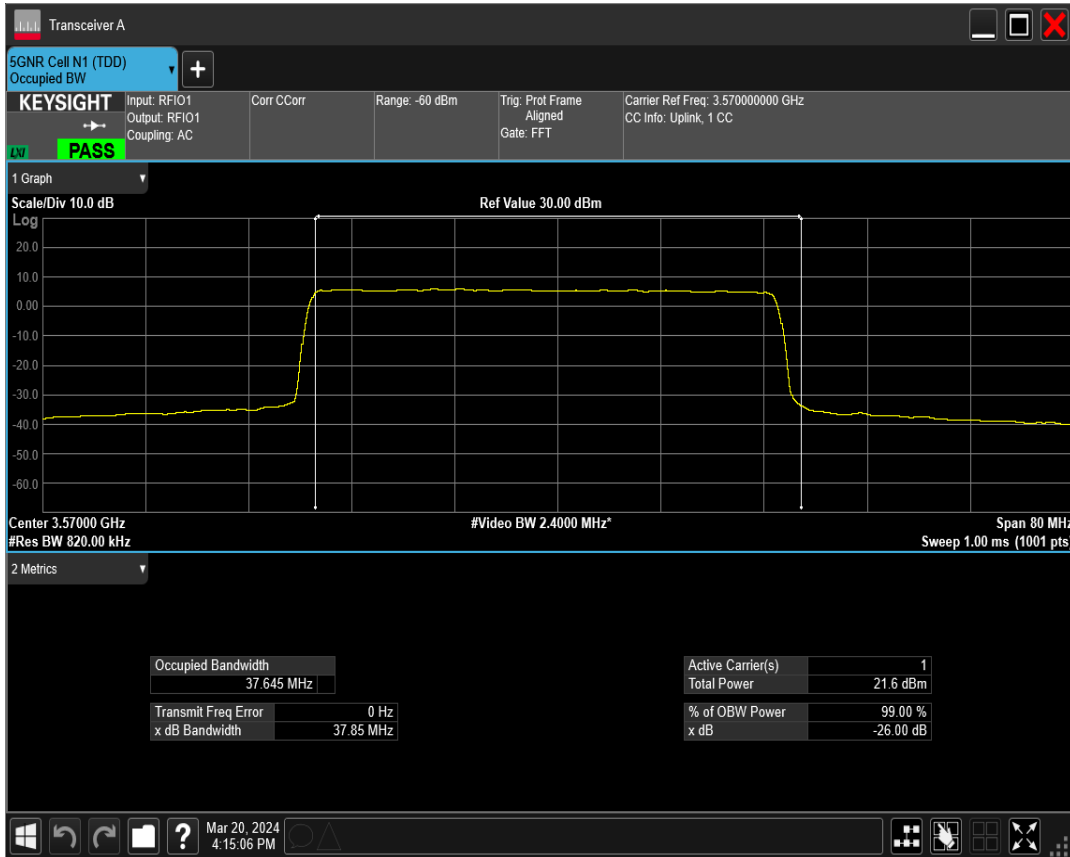 Transceiver A
5GNR Cell N1 (TDD)
Occupied BW
+
KEYSIGHT
LXI
PASS
Input: RFIO1
Output: RFIO1
Coupling: AC
Corr CCorr
Range: -60 dBm
Trig: Prot Frame
Aligned
Gate: FFT
Carrier Ref Freq: 3.570000000 GHz
CC Info: Uplink, 1 CC
1 Graph
Scale/Div 10.0 dB
Ref Value 30.00 dBm
Log
20.0
10.0
0.00
-10.0
-20.0
-30.0
-40.0
-50.0
-60.0
Center 3.57000 GHz
#Video BW 2.4000 MHz*
Span 80 MHz
#Res BW 820.00 kHz
Sweep 1.00 ms (1001 pts)
2 Metrics
Occupied Bandwidth
37.645 MHz
Transmit Freq Error 0 Hz
x dB Bandwidth 37.85 MHz
Active Carrier(s) 1
Total Power 21.6 dBm
% of OBW Power 99.00 %
x dB -26.00 dB
?
Mar 20, 2024
4:15:06 PM